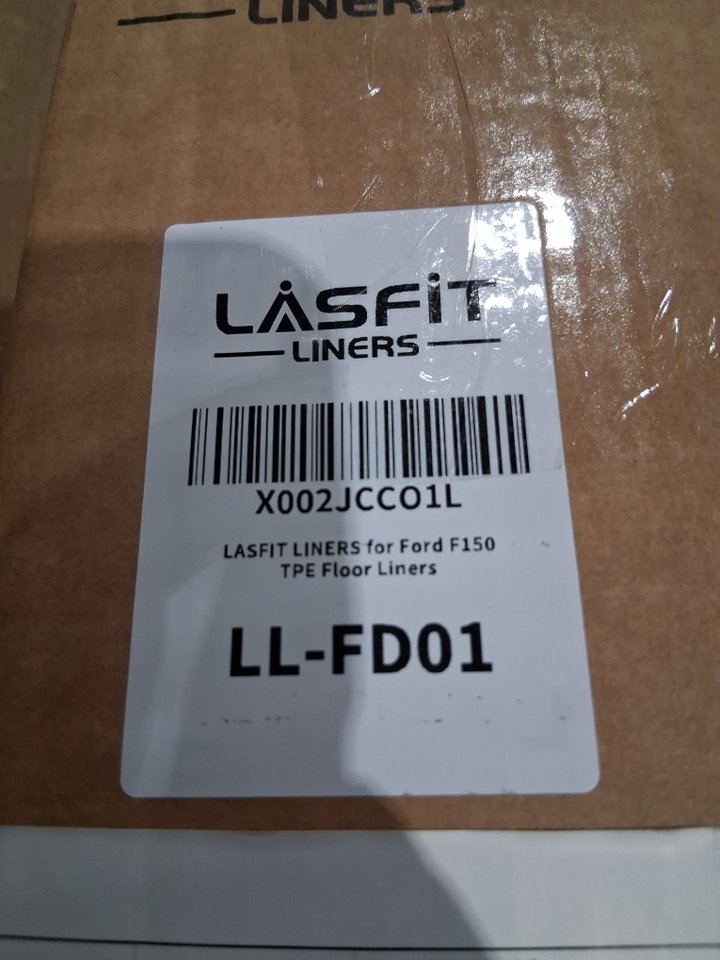 LINERS
LASFIT
LINERS
X002JCCO1L
LASFIT LINERS for Ford F150
TPE Floor Liners
LL-FD01